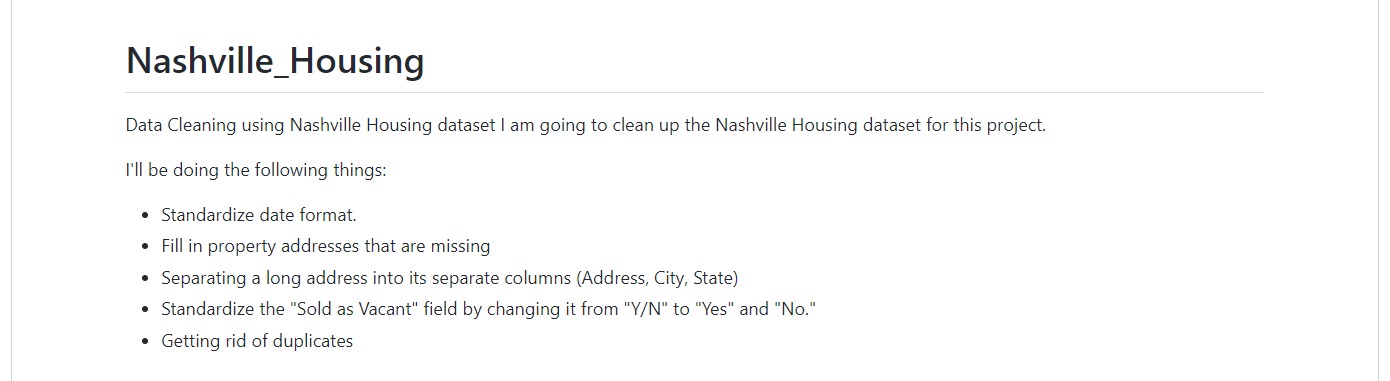 Nashville_Housing
Data Cleaning using Nashville Housing dataset I am going to clean up the Nashville Housing dataset for this project.
I'll be doing the following things:
• Standardize date format.
• Fill in property addresses that are missing
• Separating a long address into its separate columns (Address, City, State)
• Standardize the "Sold as Vacant" field by changing it from "Y/N" to "Yes" and "No."
• Getting rid of duplicates